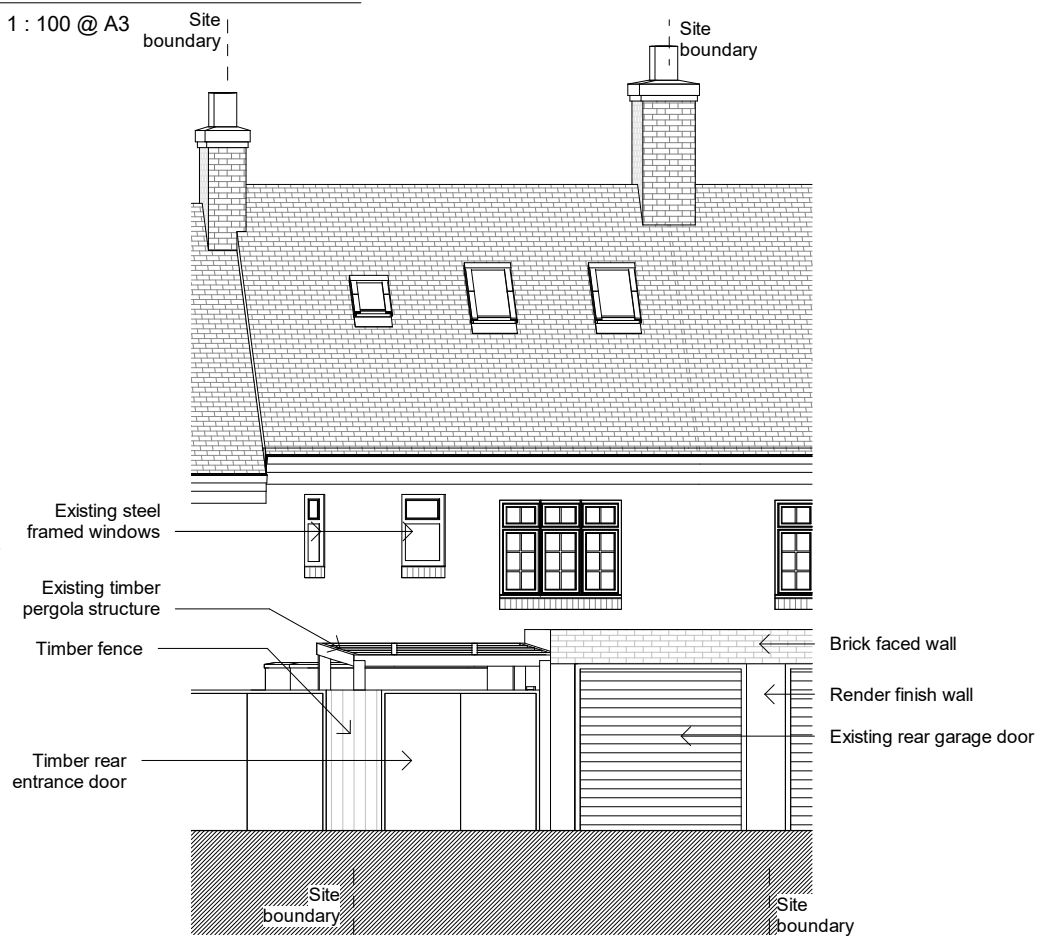 1 : 100 @ A3
Site
boundary
Site
boundary
Existing steel
framed windows
Existing timber
pergola structure
Timber fence
Timber rear
entrance door
Brick faced wall
Render finish wall
Existing rear garage door
Site
boundary
Site
boundary